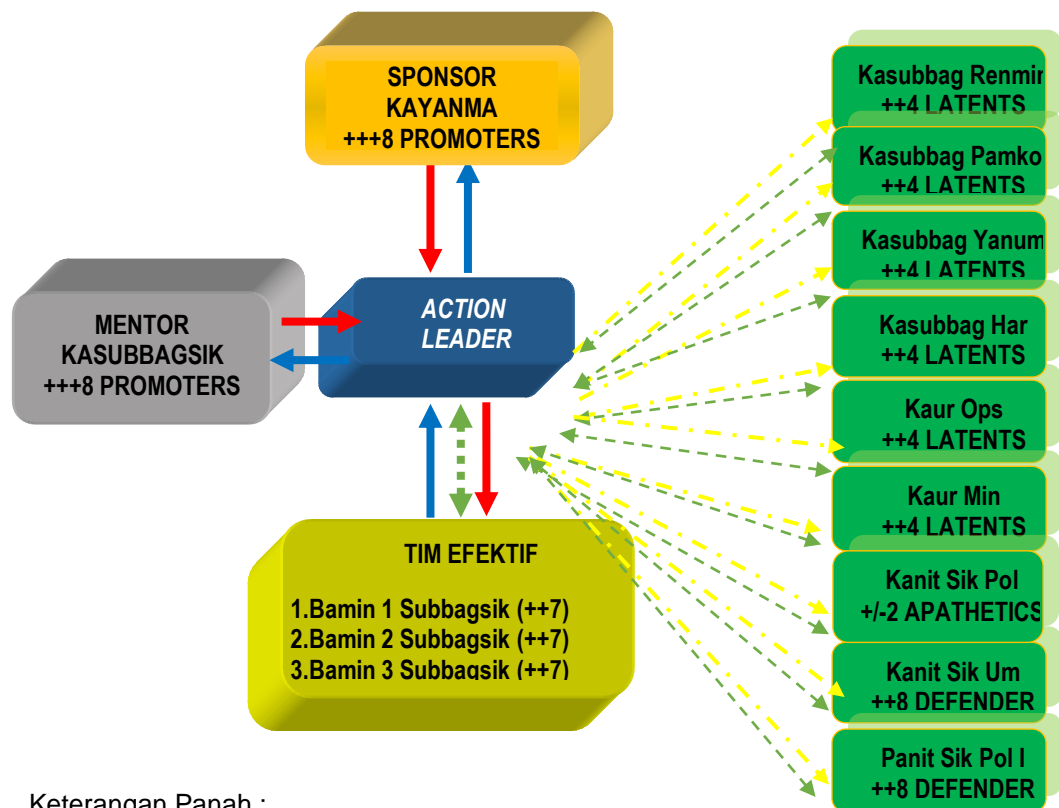 SPONSOR
KAYANMA
+++8 PROMOTERS
MENTOR
KASUBBAGSIK
+++8 PROMOTERS
ACTION
LEADER
TIM EFEKTIF
1.Bamin 1 Subbagsik (++7)
2.Bamin 2 Subbagsik (++7)
3.Bamin 3 Subbagsik (++7)
Kasubbag Renmin
++4 LATENTS
Kasubbag Pamko
++4 LATENTS
Kasubbag Yanum
++4 LATENTS
Kasubbag Har
++4 LATENTS
Kaur Ops
++4 LATENTS
Kaur Min
++4 LATENTS
Kanit Sik Pol
+/-2 APATHETICS
Kanit Sik Um
++8 DEFENDER
Panit Sik Pol I
++8 DEFENDER
Keterangan Panah :